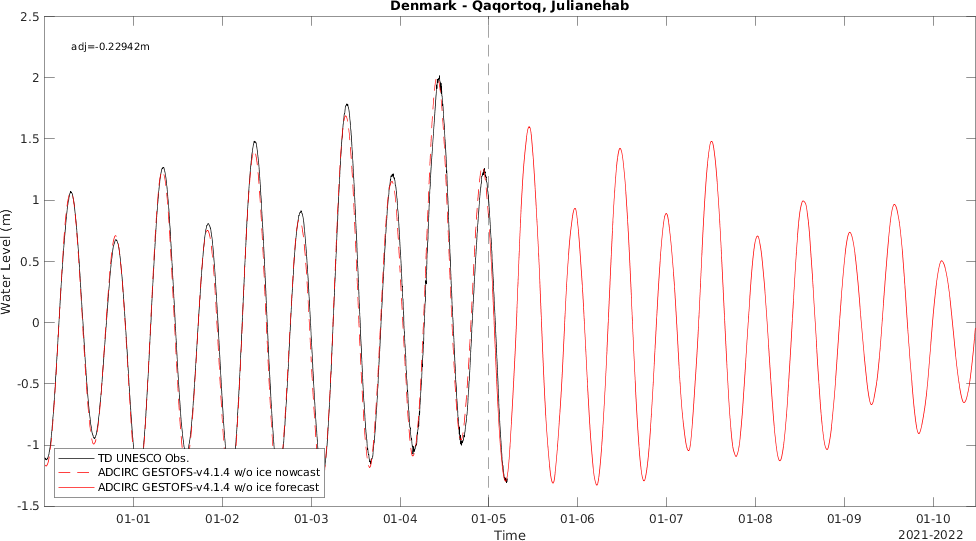 Denmark - Qaqortoq, Julianehab
adj=-0.22942m
2.5
2
1.5
1
0.5
0
-0.5
-1
-1.5
Water Level (m)
TD UNESCO Obs.
ADCIRC GESTOFS-v4.1.4 w/o ice nowcast
ADCIRC GESTOFS-v4.1.4 w/o ice forecast
01-01 01-02 01-03 01-04 01-05 01-06 01-07 01-08 01-09 01-10
Time
2021-2022